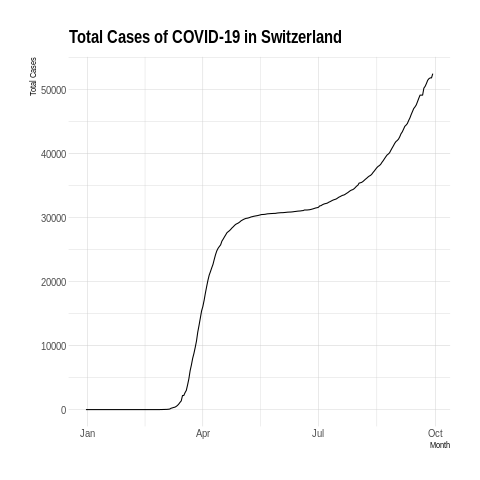 Total Cases of COVID-19 in Switzerland
Total Cases
50000
40000
30000
20000
10000
0
Jan Apr Jul Oct
Month